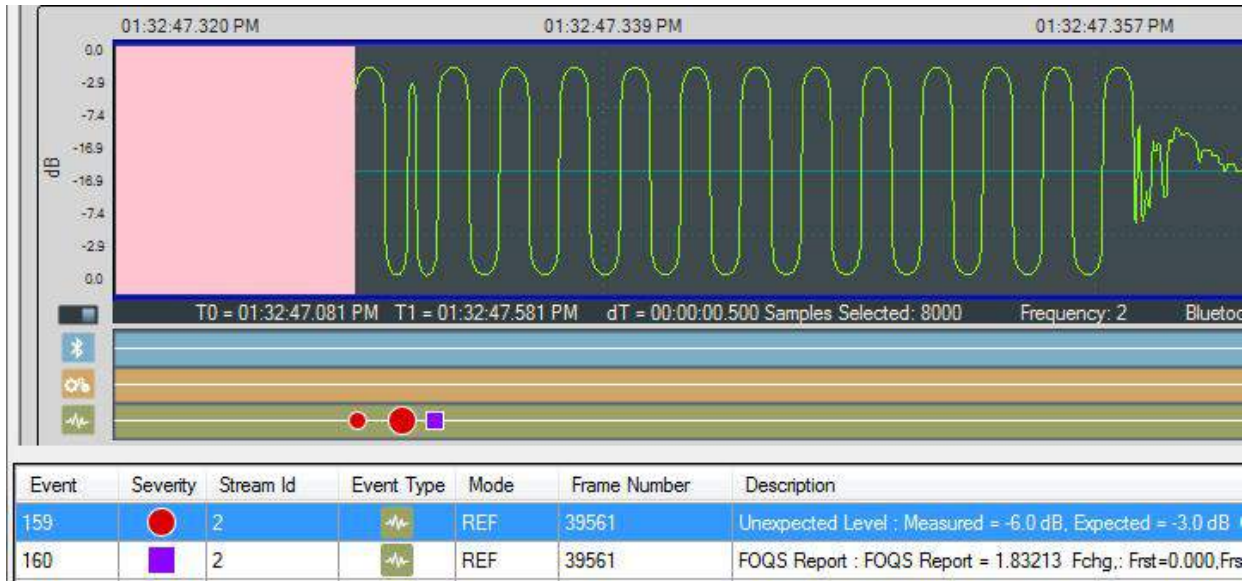 01:32:47.320 PM 01:32:47.339 PM 01:32:47.357 PM
0.0
-2.9
-7.4
-16.9
dB
-16.9
-7.4
-2.9
0.0
T0 = 01:32:47.081 PM T1 = 01:32:47.581 PM dT = 00:00:00.500 Samples Selected: 8000 Frequency: 2 Bluetoo
Event Severity Stream Id Event Type Mode Frame Number Description
159 2 REF 39561 Unexpected Level : Measured = -6.0 dB, Expected = -3.0 dB
160 2 REF 39561 FOQS Report : FOQS Report = 1.83213 Fchg,: Frst=0.000,Frs